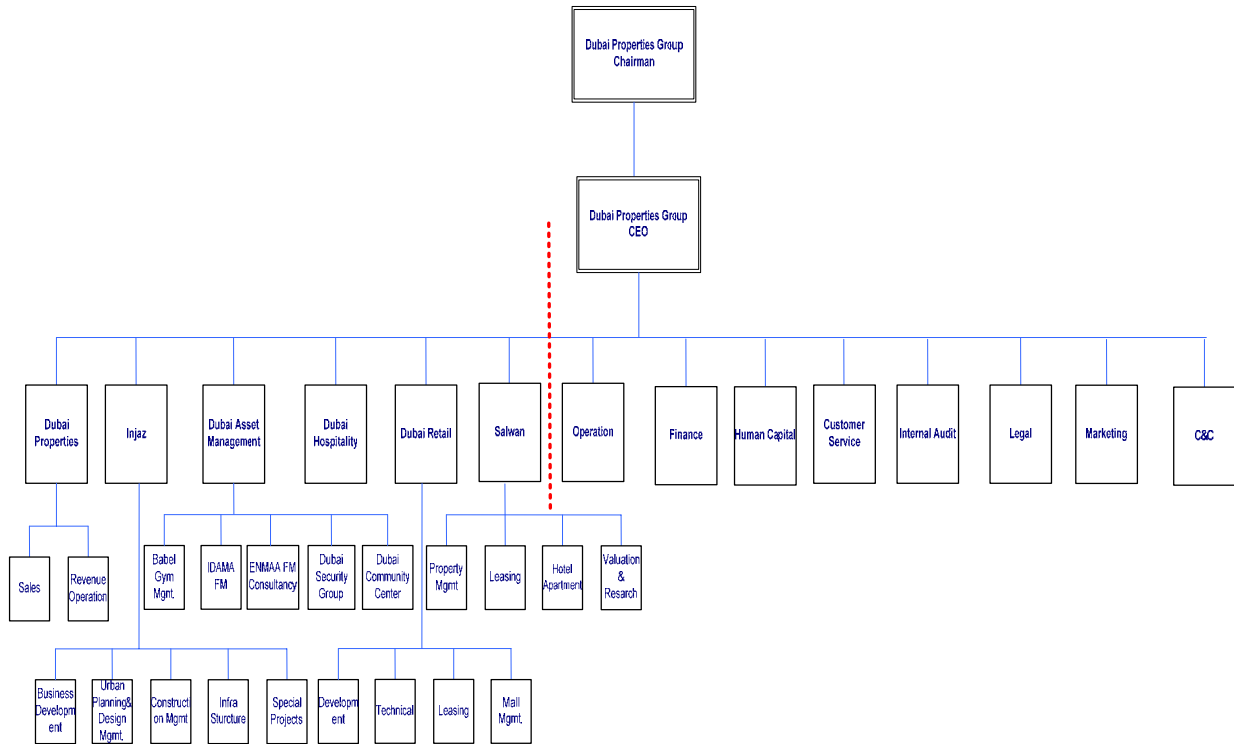 Dubai Properties Group
Chairman
Dubai Properties Group
CEO
Dubai
Properties
Injaz
Dubai Asset
Management
Dubai
Hospitality
Dubai Retail
Salwan
Operation
Finance
Human Capital
Customer
Service
Internal Audit
Legal
Marketing
C&C
Sales
Revenue
Operation
Babel
Gym
Mgnt.
IDAMA
FM
ENMAA FM
Consultancy
Dubai
Security
Group
Dubai
Community
Center
Property
Mgmt
Leasing
Hotel
Apartment
Valuation
&
Resarch
Business
Developm
ent
Urban
Planning&
Design
Mgmt.
Constructi
on Mgmt
Infra
Sturcture
Special
Projects
Developm
ent
Technical
Leasing
Mall
Mgmt.